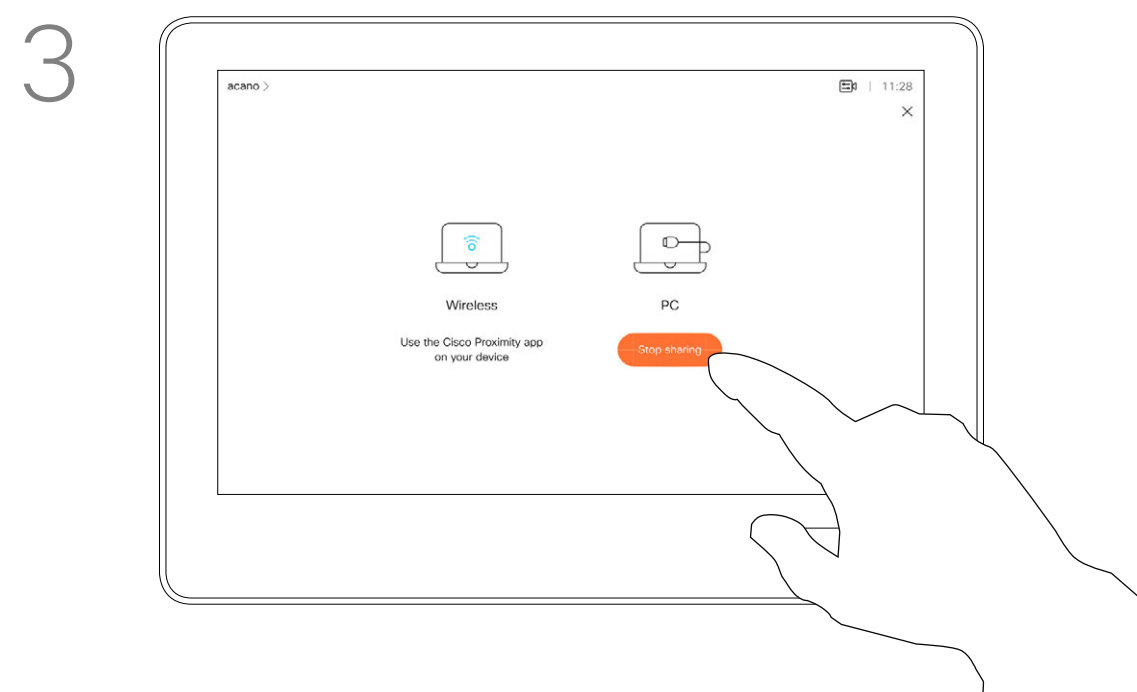 3
acano >
11:28
Wireless
PC
Use the Cisco Proximity app
on your device
Stop sharing